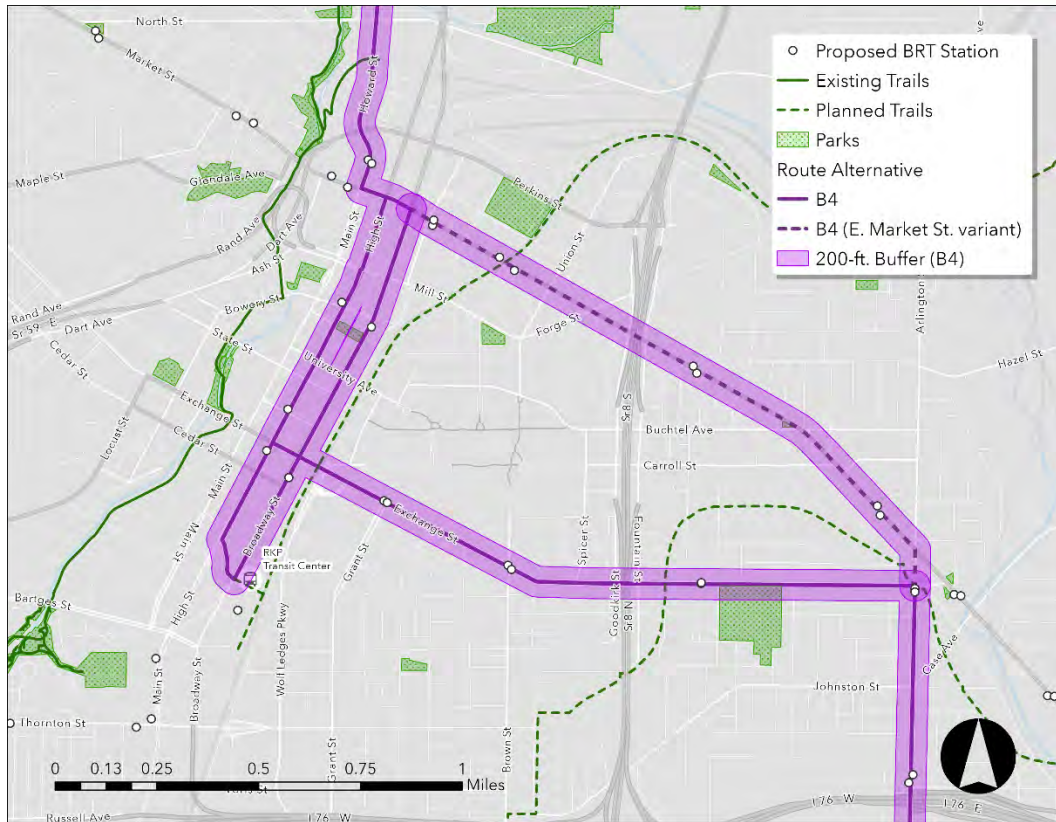 North St
Market St
Howard St
Proposed BRT Station
Existing Trails
Planned Trails
Parks
Route Alternative
B4
B4 (E. Market St. variant)
200-ft. Buffer (B4)
Maple St
Glendale Ave
Perkins St
Rand Ave
Dart Ave
Main St
High St
Union St
Ash St
Bowery St
Mill St
Forge St
Arlington
Rand Ave
Sr 59 E
Dart Ave
State St
Cedar St
University Ave
Hazel St
Exchange St
Locust St
Cedar St
Main St
Sr8 S
Buchtel Ave
Carroll St
Broadway St
Exchange St
Main St
Grant St
Spicer St
Fountain St
RKP
Transit Center
Goodkirk St
Sr8 N
Bartges St
High St
Wolf Ledges Pkwy
Gase Ave
Main St
Broadway St
Johnston St
Thornton St
Grant St
Brown St
0 0.13 0.25 0.5 0.75 1
Miles
Russell Ave
I 76 W
I 76 W
I 76 E